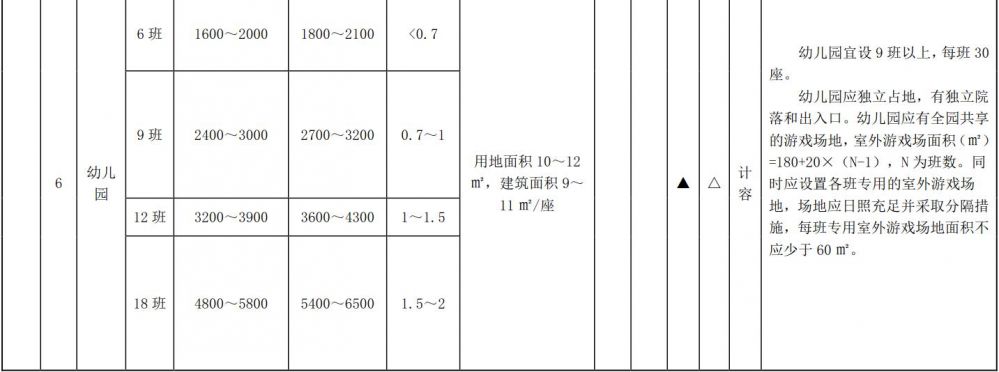 6班 1600～2000 1800～2100 <0.7
9班 2400～3000 2700～3200 0.7～1
6 幼儿
园
12班 3200～3900 3600～4300 1～1.5
18班 4800～5800 5400～6500 1.5～2
用地面积 10～12
㎡，建筑面积 9～
11 ㎡/座
▲ △ 计
容
幼儿园宜设 9 班以上，每班 30
座。
幼儿园应独立占地，有独立院
落和出入口。幼儿园应有全园共享
的游戏场地，室外游戏场面积（㎡）
=180+20×（N-1），N 为班数。同
时应设置各班专用的室外游戏场
地，场地应日照充足并采取分隔措
施，每班专用室外游戏场地面积不
应少于 60 ㎡。